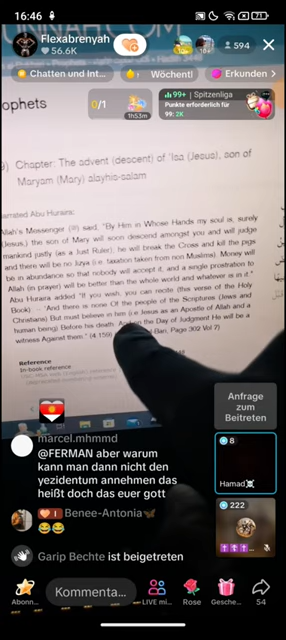 16:46
71
HNAH.COM
Flexabrenyah
56.6K
10+
594
Chatten und Int...
Wöchentl
Erkunden
ophets
0/1
1h53m
99+ | Spitzenliga
Punkte erforderlich für
99: 2K
9) Chapter: The advent (descent) of 'Isa (Jesus), son of
Maryam (Mary) alayhis-salam
arrated Abu Huraira:
Allah's Messenger (ﷺ) said, "By Him in Whose Hands my soul is, surely
(Jesus,) the son of Mary will soon descend amongst you and will judge
mankind justly (as a Just Ruler); he will break the Cross and kill the pigs
and there will be no Jizya (i.e. taxation taken from non Muslims). Money will
be in abundance so that nobody will accept it, and a single prostration to
Allah (in prayer) will be better than the whole world and whatever is in it."
Abu Huraira added "If you wish, you can recite (this verse of the Holy
Book): - 'And there is none Of the people of the Scriptures (Jews and
Christians) But must believe in him (i.e Jesus as an Apostle of Allah and a
human being) Before his death. And on the Day of Judgment He will be a
witness Against them." (4.159) Bari, Page 302 Vol 7)
Reference
In-book reference
Anfrage
zum
Beitreten
marcel.mhmmd
@FERMAN aber warum
kann man dann nicht den
yezidentum annehmen das
heißt doch das euer gott
8
Hamad
I Benee-Antonia
222
Garip Bechte ist beigetreten
Abonn...
Kommenta...
LIVE mi...
Rose
Gesche...
54